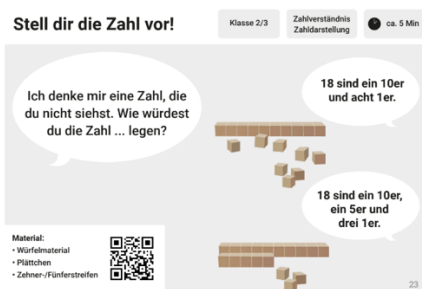 Stell dir die Zahl vor!
Klasse 2/3
Zahlverständnis
Zahldarstellung
ca. 5 Min
Ich denke mir eine Zahl, die
du nicht siehst. Wie würdest
du die Zahl ... legen?
18 sind ein 10er
und acht 1er.
18 sind ein 10er,
ein 5er und
drei 1er.
Material:
• Würfelmaterial
• Plättchen
• Zehner-/Fünferstreifen
23